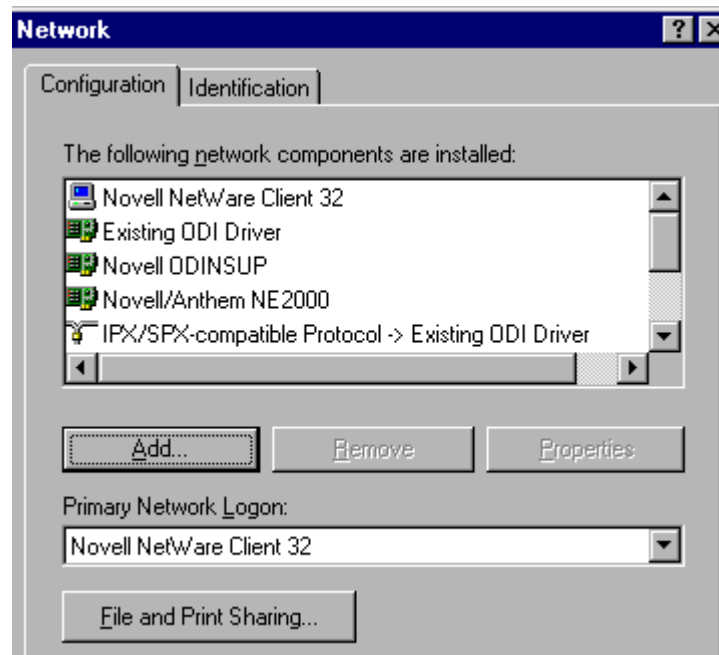 Network
Configuration Identification
The following network components are installed:
Novell NetWare Client 32
Existing ODI Driver
Novell ODINSUP
Novell/Anthem NE2000
IPX/SPX-compatible Protocol -> Existing ODI Driver
Add... Remove Properties
Primary Network Logon:
Novell NetWare Client 32
File and Print Sharing...